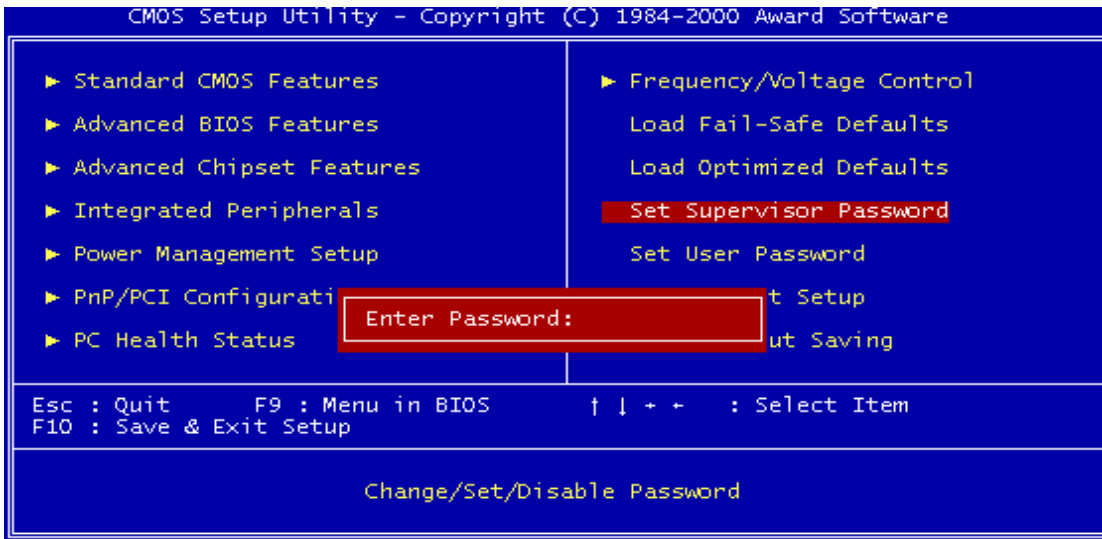 CMOS Setup Utility – Copyright (C) 1984–2000 Award Software
► Standard CMOS Features
► Advanced BIOS Features
► Advanced Chipset Features
► Integrated Peripherals
► Power Management Setup
► PnP/PCI Configurati
► PC Health Status
► Frequency/Voltage Control
Load Fail–Safe Defaults
Load Optimized Defaults
Set Supervisor Password
Set User Password
t Setup
ut Saving
Enter Password:
Esc : Quit F9 : Menu in BIOS ↑ ↓ → ← : Select Item
F10 : Save & Exit Setup
Change/Set/Disable Password